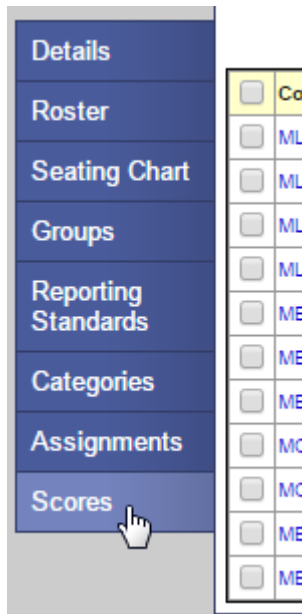 Details
Roster
Seating Chart
Groups
Reporting
Standards
Categories
Assignments
Scores
Co
ML
ML
ML
ML
ME
ME
ME
MC
MC
ME
ME